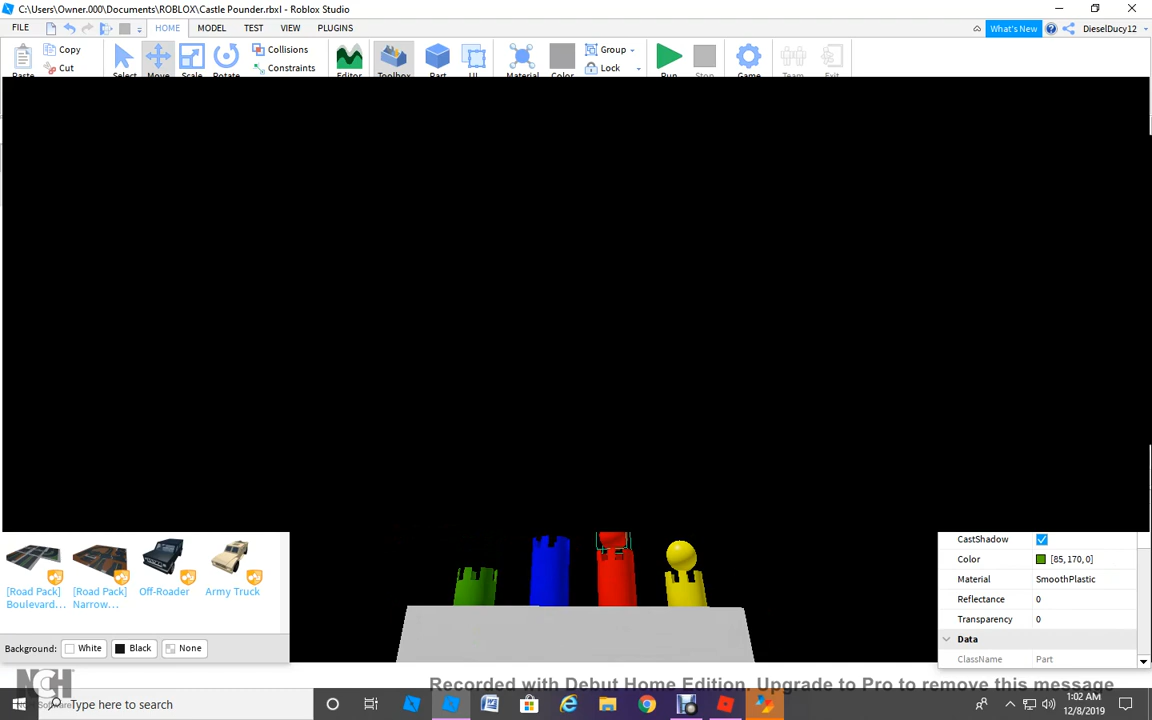 C:\Users\Owner.000\Documents\ROBLOX\Castle Pounder.rbxl - Roblox Studio
FILE HOME MODEL TEST VIEW PLUGINS What's New DieselDucy12
Copy Collisions Group
Cut Constraints Lock
Paste Select Move Scale Rotate Editor Toolbox Part UI Material Color Run Stop Game Team Exit
CastShadow
Color [85, 170, 0]
Material SmoothPlastic
Reflectance 0
Transparency 0
Data
ClassName Part
[Road Pack] [Road Pack] Off-Roader Army Truck
Boulevard... Narrow...
Background: White Black None
NCH
Recorded with Debut Home Edition. Upgrade to Pro to remove this message
Type here to search
1:02 AM
12/8/2019